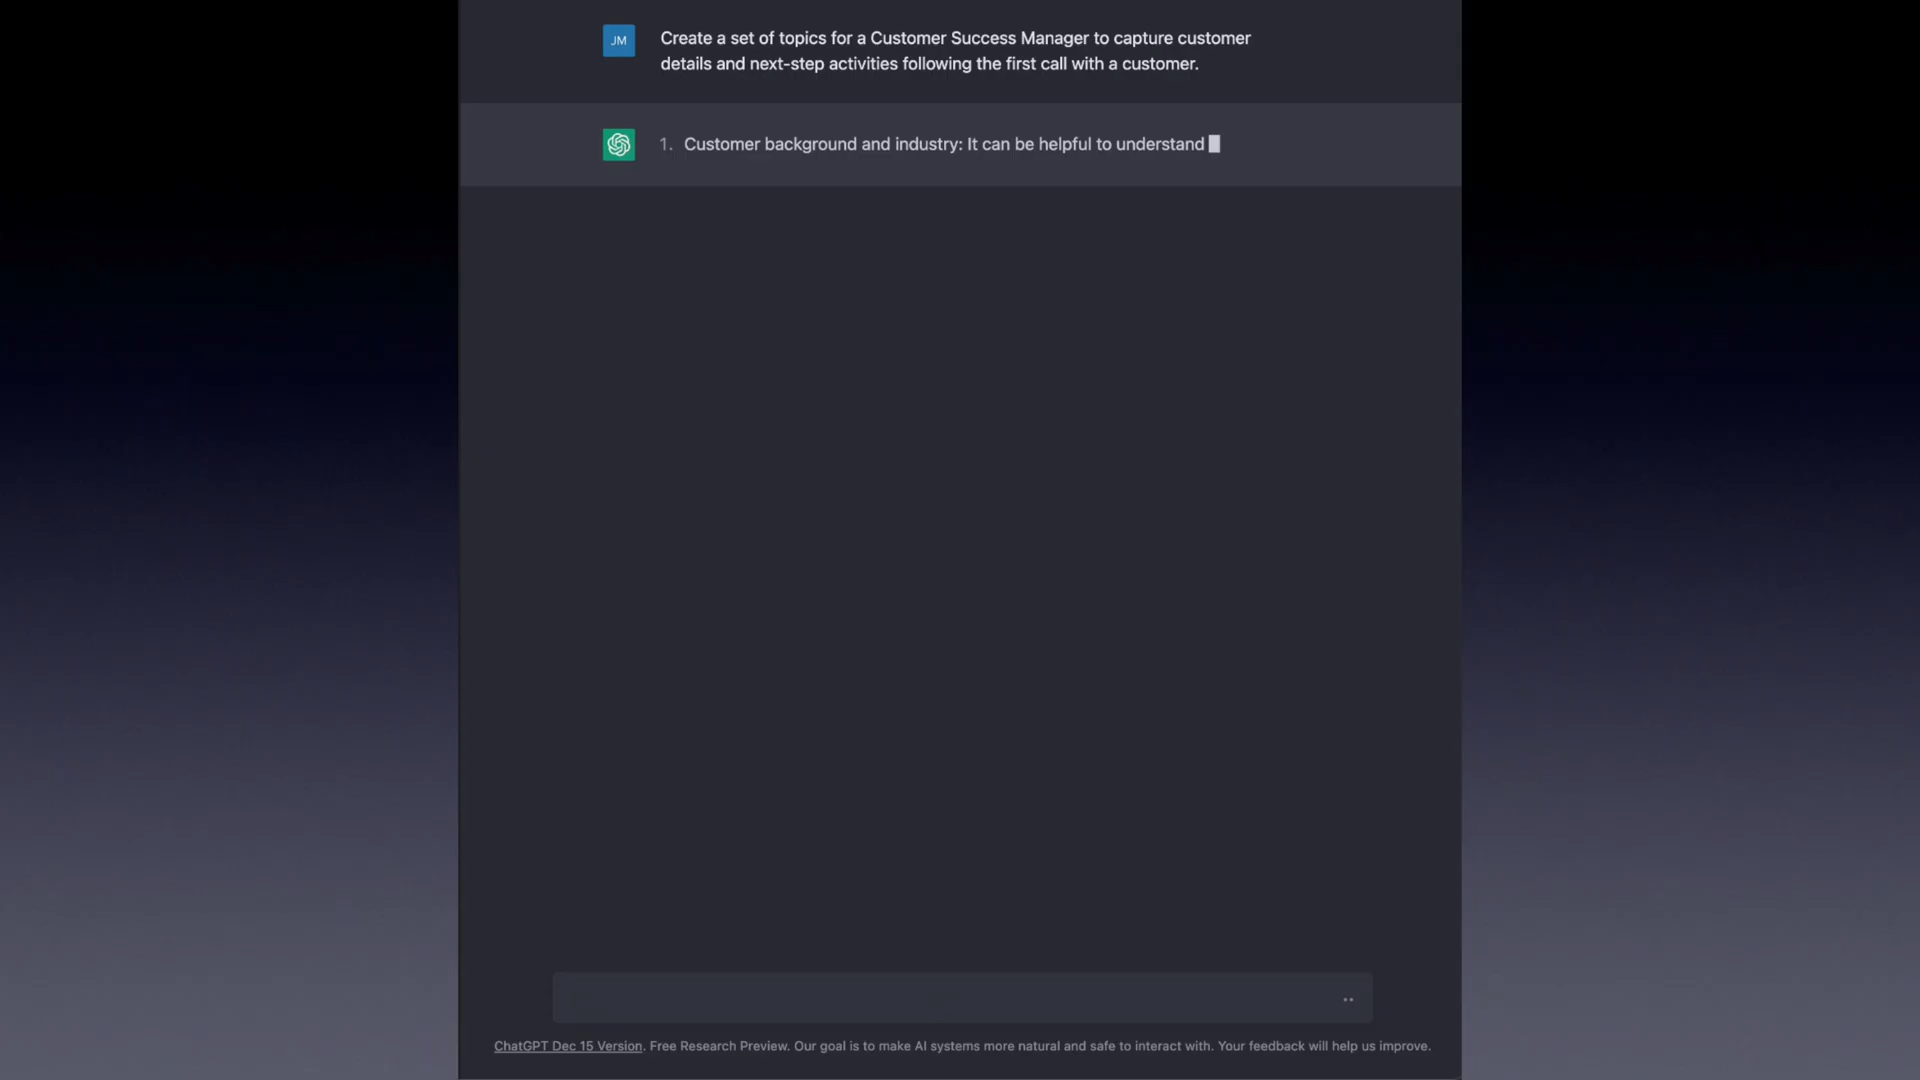 JM
Create a set of topics for a Customer Success Manager to capture customer
details and next-step activities following the first call with a customer.
1. Customer background and industry: It can be helpful to understand
ChatGPT Dec 15 Version. Free Research Preview. Our goal is to make AI systems more natural and safe to interact with. Your feedback will help us improve.